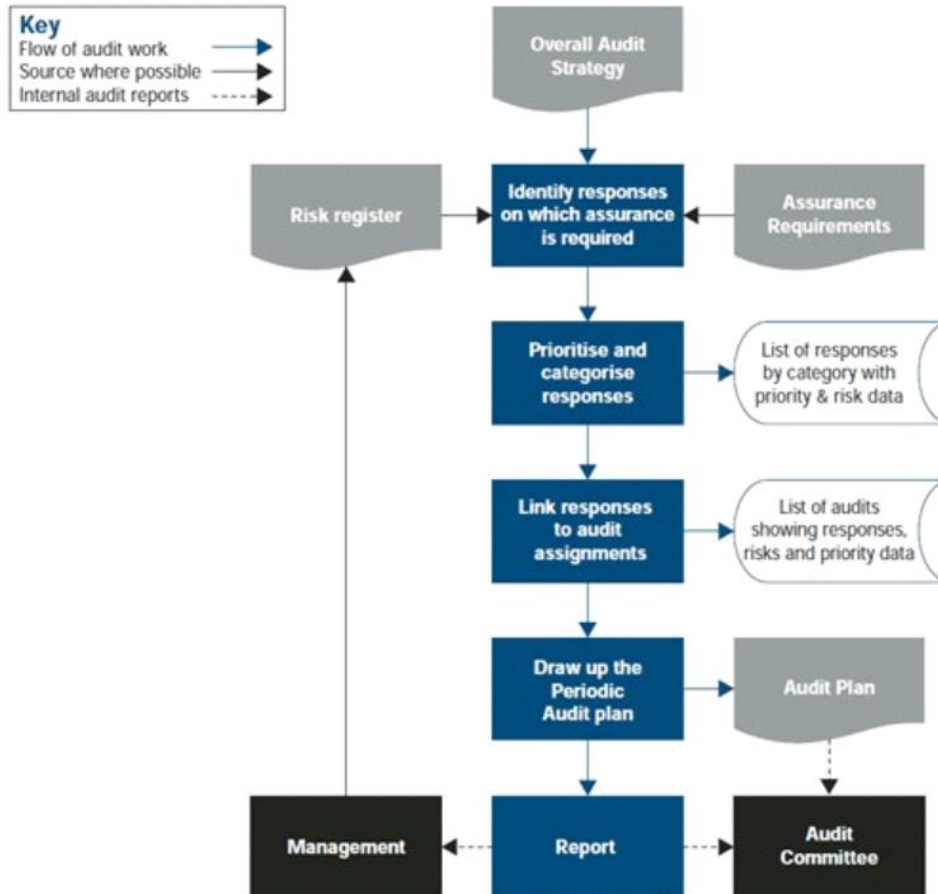 Key
Flow of audit work
Source where possible
Internal audit reports
Overall Audit
Strategy
Risk register
Identify responses
on which assurance
is required
Assurance
Requirements
Prioritise and
categorise
responses
List of responses
by category with
priority & risk data
Link responses
to audit
assignments
List of audits
showing responses,
risks and priority data
Draw up the
Periodic
Audit plan
Audit Plan
Management
Report
Audit
Committee